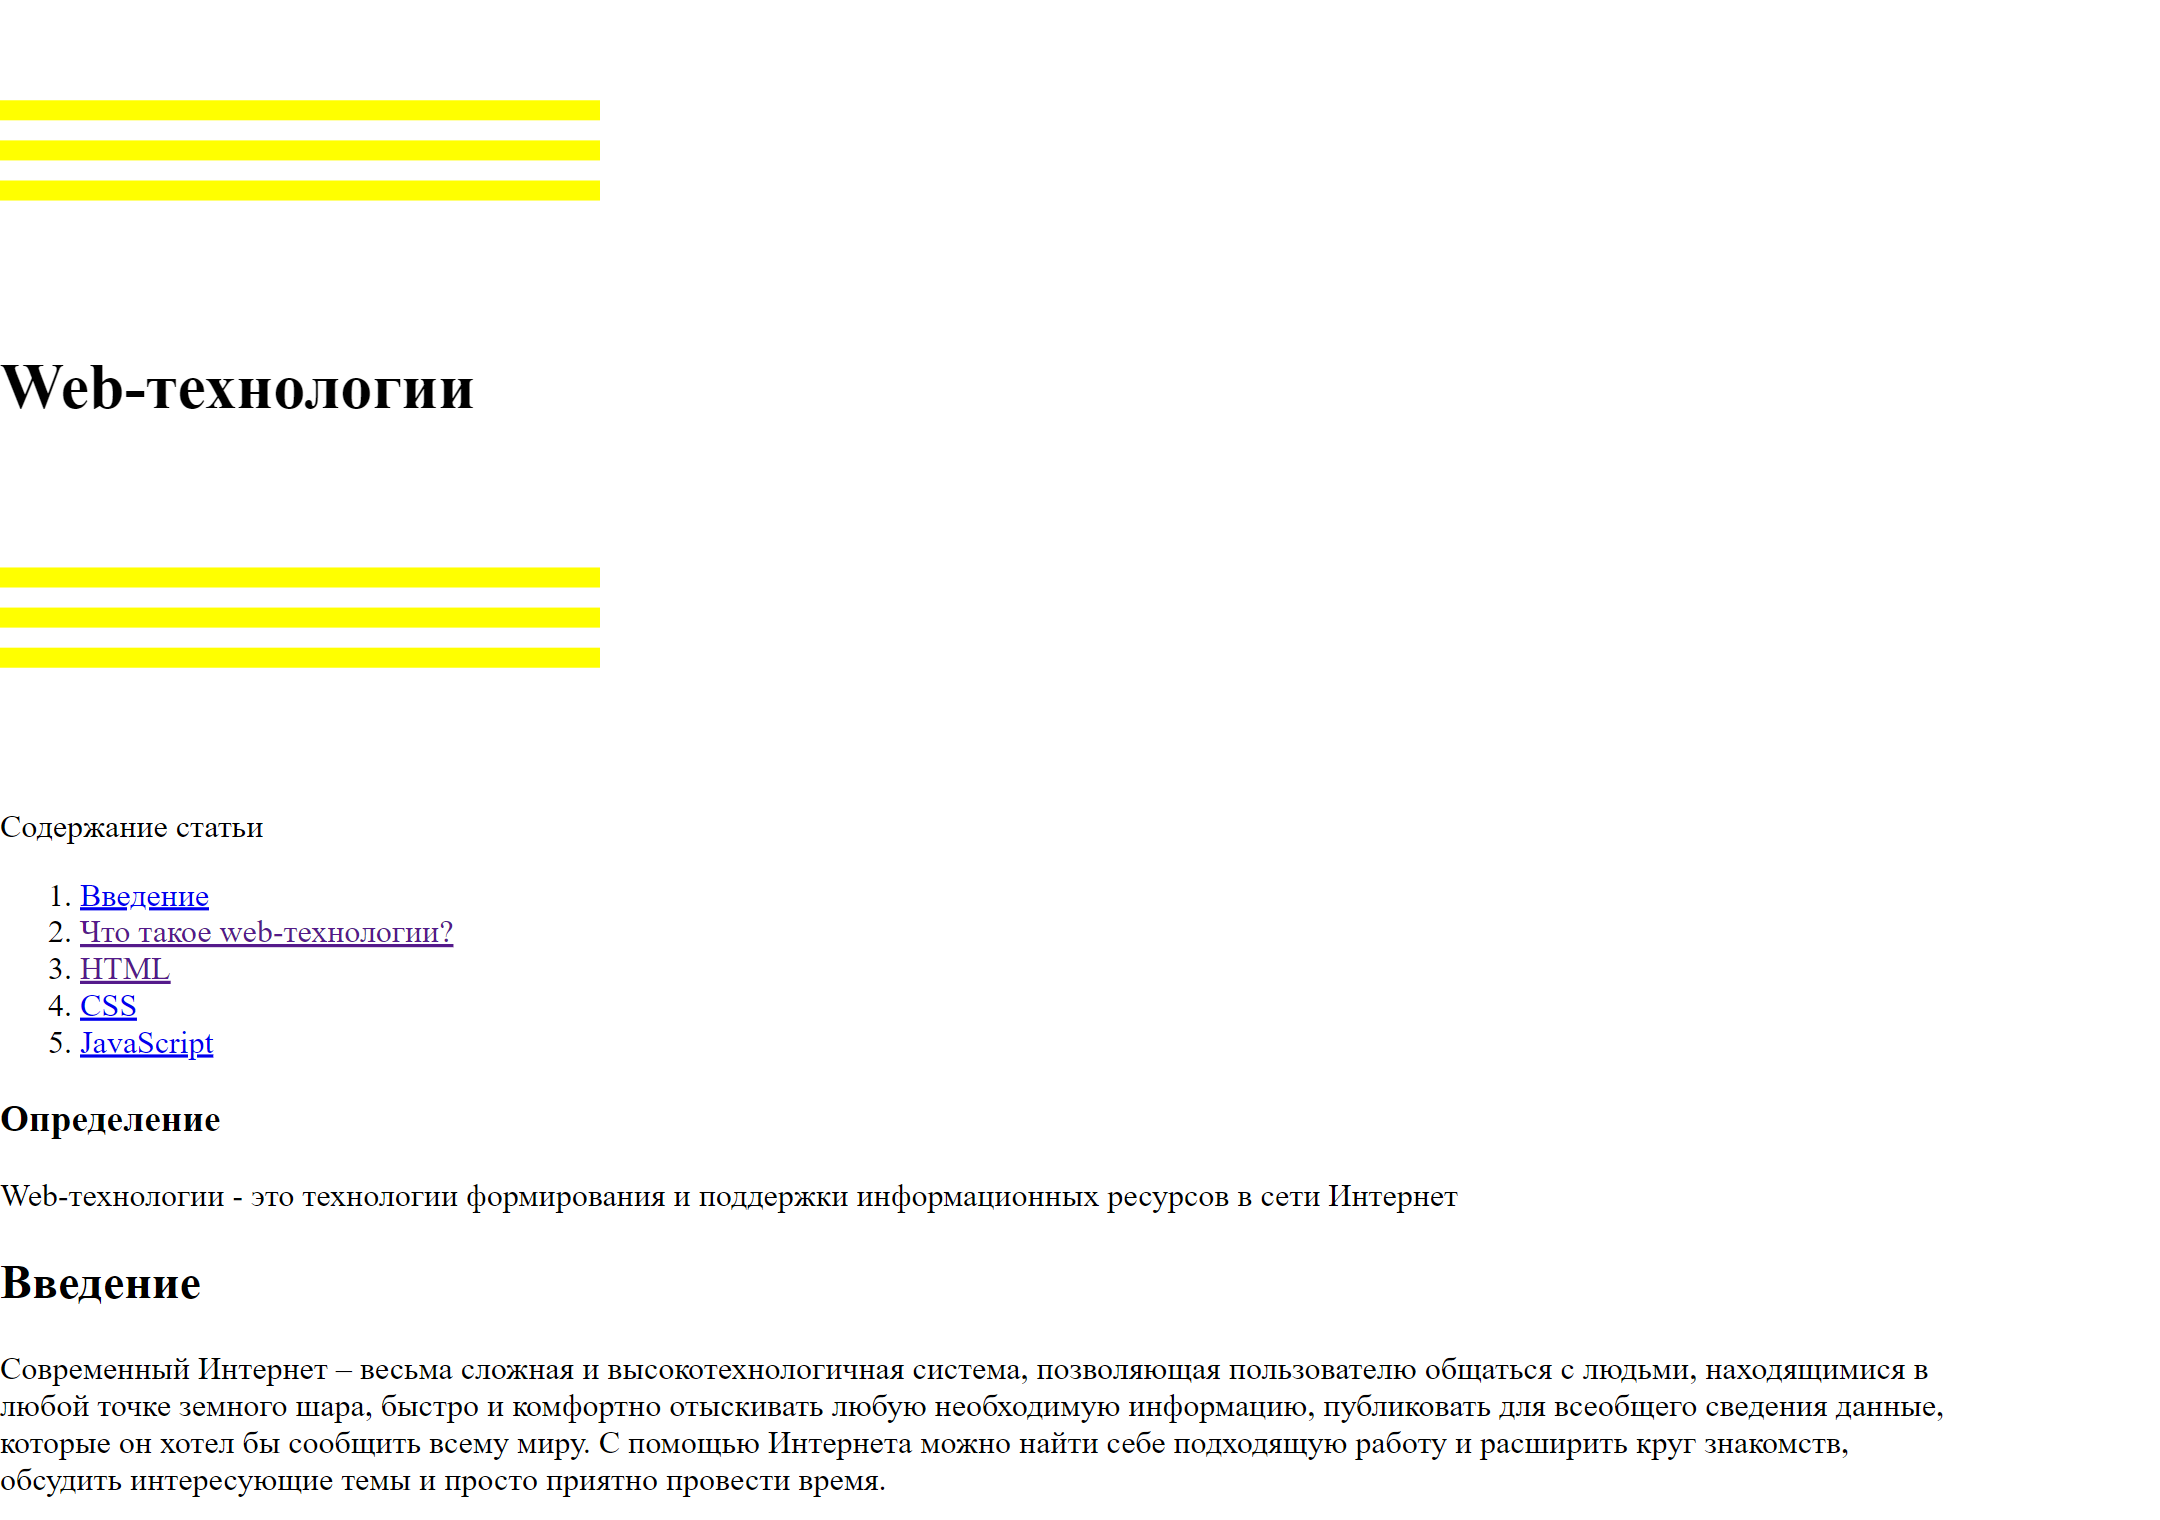 Web-технологии
Содержание статьи
1. Введение
2. Что такое web-технологии?
3. HTML
4. CSS
5. JavaScript
Определение
Web-технологии - это технологии формирования и поддержки информационных ресурсов в сети Интернет
Введение
Современный Интернет – весьма сложная и высокотехнологичная система, позволяющая пользователю общаться с людьми, находящимися в
любой точке земного шара, быстро и комфортно отыскивать любую необходимую информацию, публиковать для всеобщего сведения данные,
которые он хотел бы сообщить всему миру. С помощью Интернета можно найти себе подходящую работу и расширить круг знакомств,
обсудить интересующие темы и просто приятно провести время.